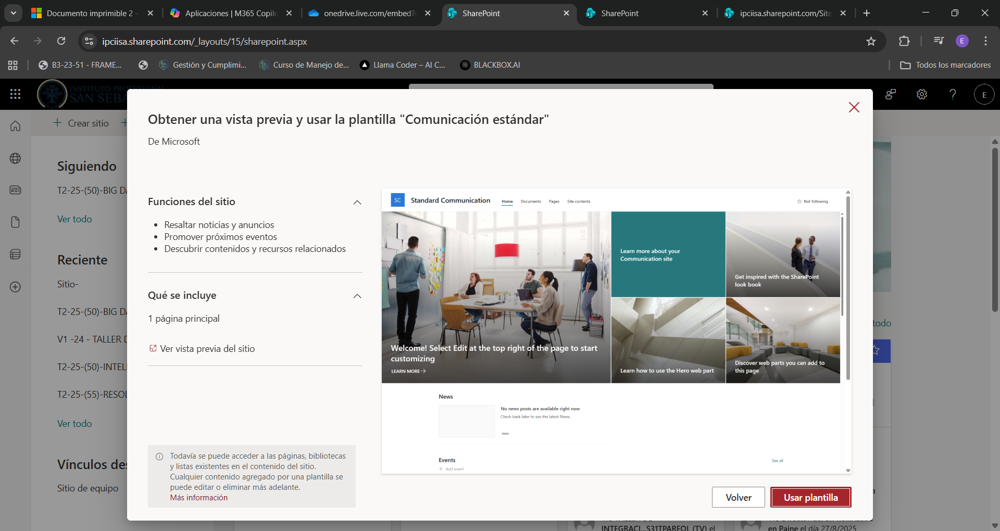 Documento imprimible 2 -
Aplicaciones | M365 Copilo
onedrive.live.com/embed?
SharePoint
SharePoint
ipciisa.sharepoint.com/Site
ipciisa.sharepoint.com/_layouts/15/sharepoint.aspx
E
B3-23-51 - FRAME...
Gestión y Cumplimi...
Curso de Manejo de...
Llama Coder – AI C...
BLACKBOX.AI
Todos los marcadores
INSTITUTO PROFESIONAL
SAN SEBA
E
Crear sitio
Siguiendo
T2-25-(50)-BIG DA
Ver todo
Reciente
Sitio-
T2-25-(50)-BIG DA
V1 -24 - TALLER D
T2-25-(50)-INTEL
T2-25-(55)-RESOL
Ver todo
Vínculos des
Sitio de equipo
Obtener una vista previa y usar la plantilla "Comunicación estándar"
De Microsoft
Funciones del sitio
• Resaltar noticias y anuncios
• Promover próximos eventos
• Descubrir contenidos y recursos relacionados
Qué se incluye
1 página principal
Ver vista previa del sitio
Todavía se puede acceder a las páginas, bibliotecas
y listas existentes en el contenido del sitio.
Cualquier contenido agregado por una plantilla se
puede editar o eliminar más adelante.
Más información
SC
Standard Communication
Home
Documents
Pages
Site contents
Not following
Welcome! Select Edit at the top right of the page to start
customizing
LEARN MORE
Learn more about your
Communication site
Get inspired with the SharePoint
look book
Learn how to use the Hero web part
Discover web parts you can add to
this page
News
No news posts are available right now
Check back later to see the latest News.
now
Events
See all
Add event
Volver
Usar plantilla
todo
INTEGRACI...S31TPAREOL (TV) el
en Paine el día 27/8/2025